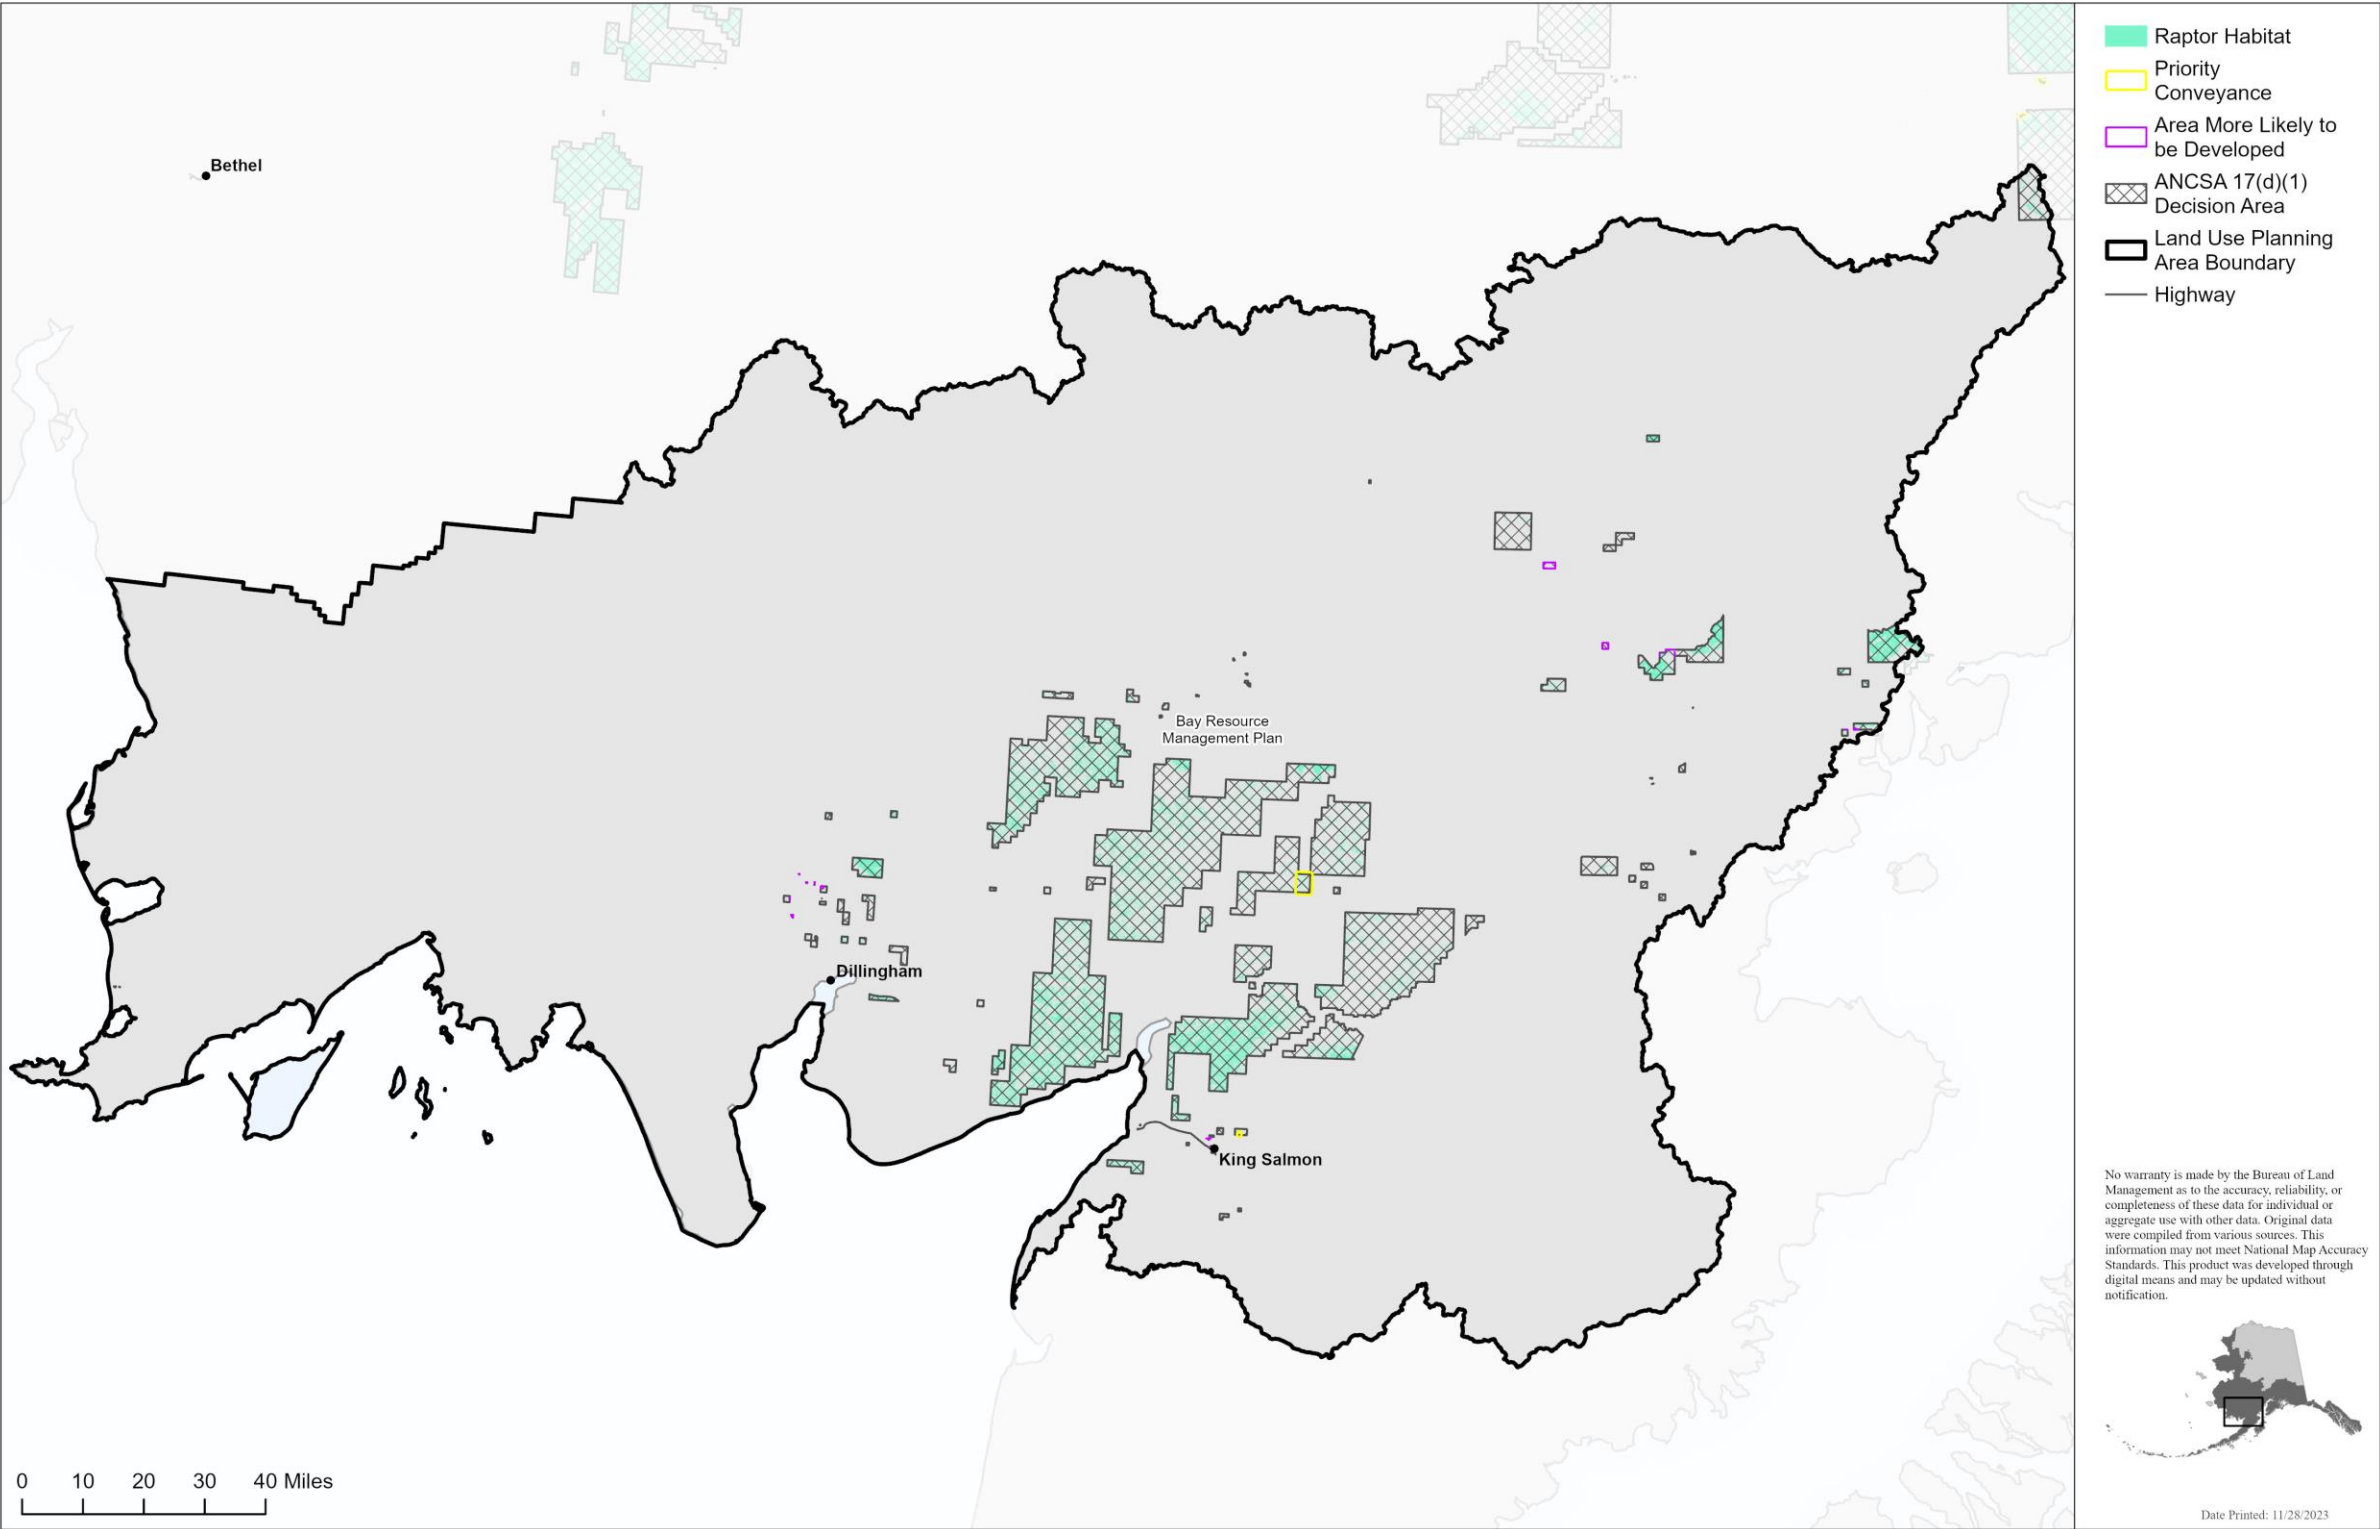 Bethel
Bay Resource
Management Plan
Dillingham
King Salmon
0 10 20 30 40 Miles
Raptor Habitat
Priority
Conveyance
Area More Likely to
be Developed
ANCSA 17(d)(1)
Decision Area
Land Use Planning
Area Boundary
Highway
No warranty is made by the Bureau of Land
Management as to the accuracy, reliability, or
completeness of these data for individual or
aggregate use with other data. Original data
were compiled from various sources. This
information may not meet National Map Accuracy
Standards. This product was developed through
digital means and may be updated without
notification.
Date Printed: 11/28/2023